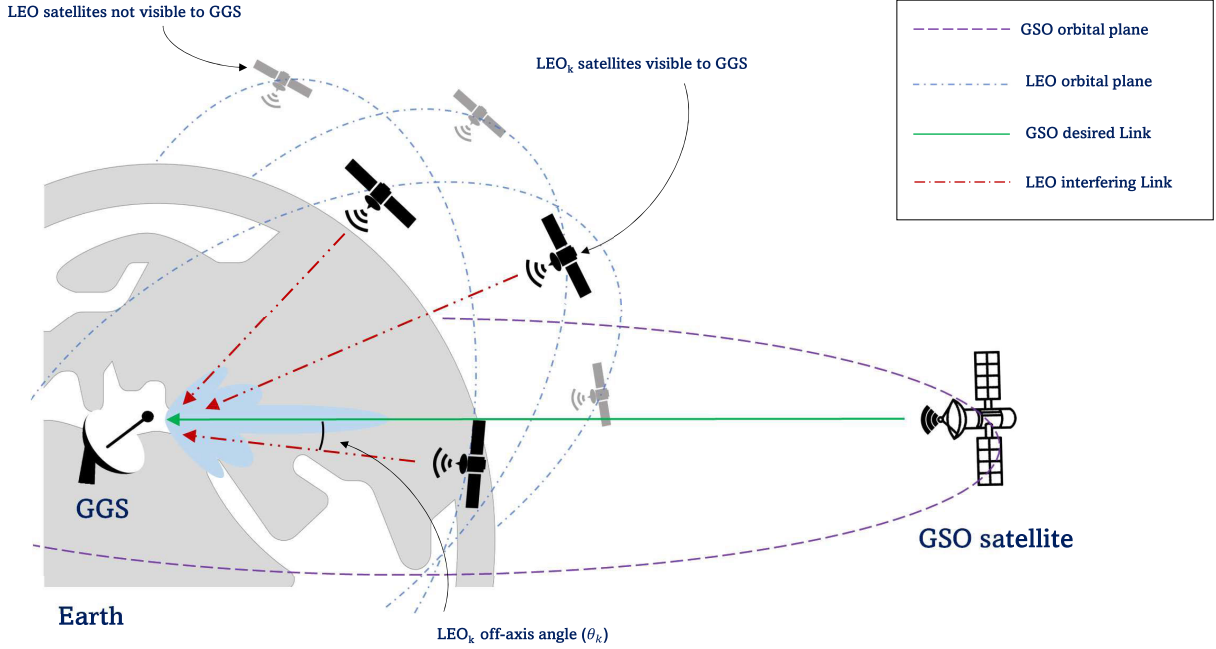 LEO satellites not visible to GGS
LEOₖ satellites visible to GGS
GSO orbital plane
LEO orbital plane
GSO desired Link
LEO interfering Link
GGS
GSO satellite
Earth
LEOₖ off-axis angle (θₖ)